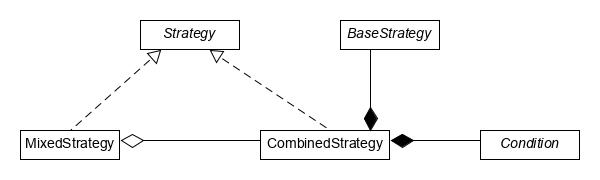 Strategy
BaseStrategy
MixedStrategy
CombinedStrategy
Condition